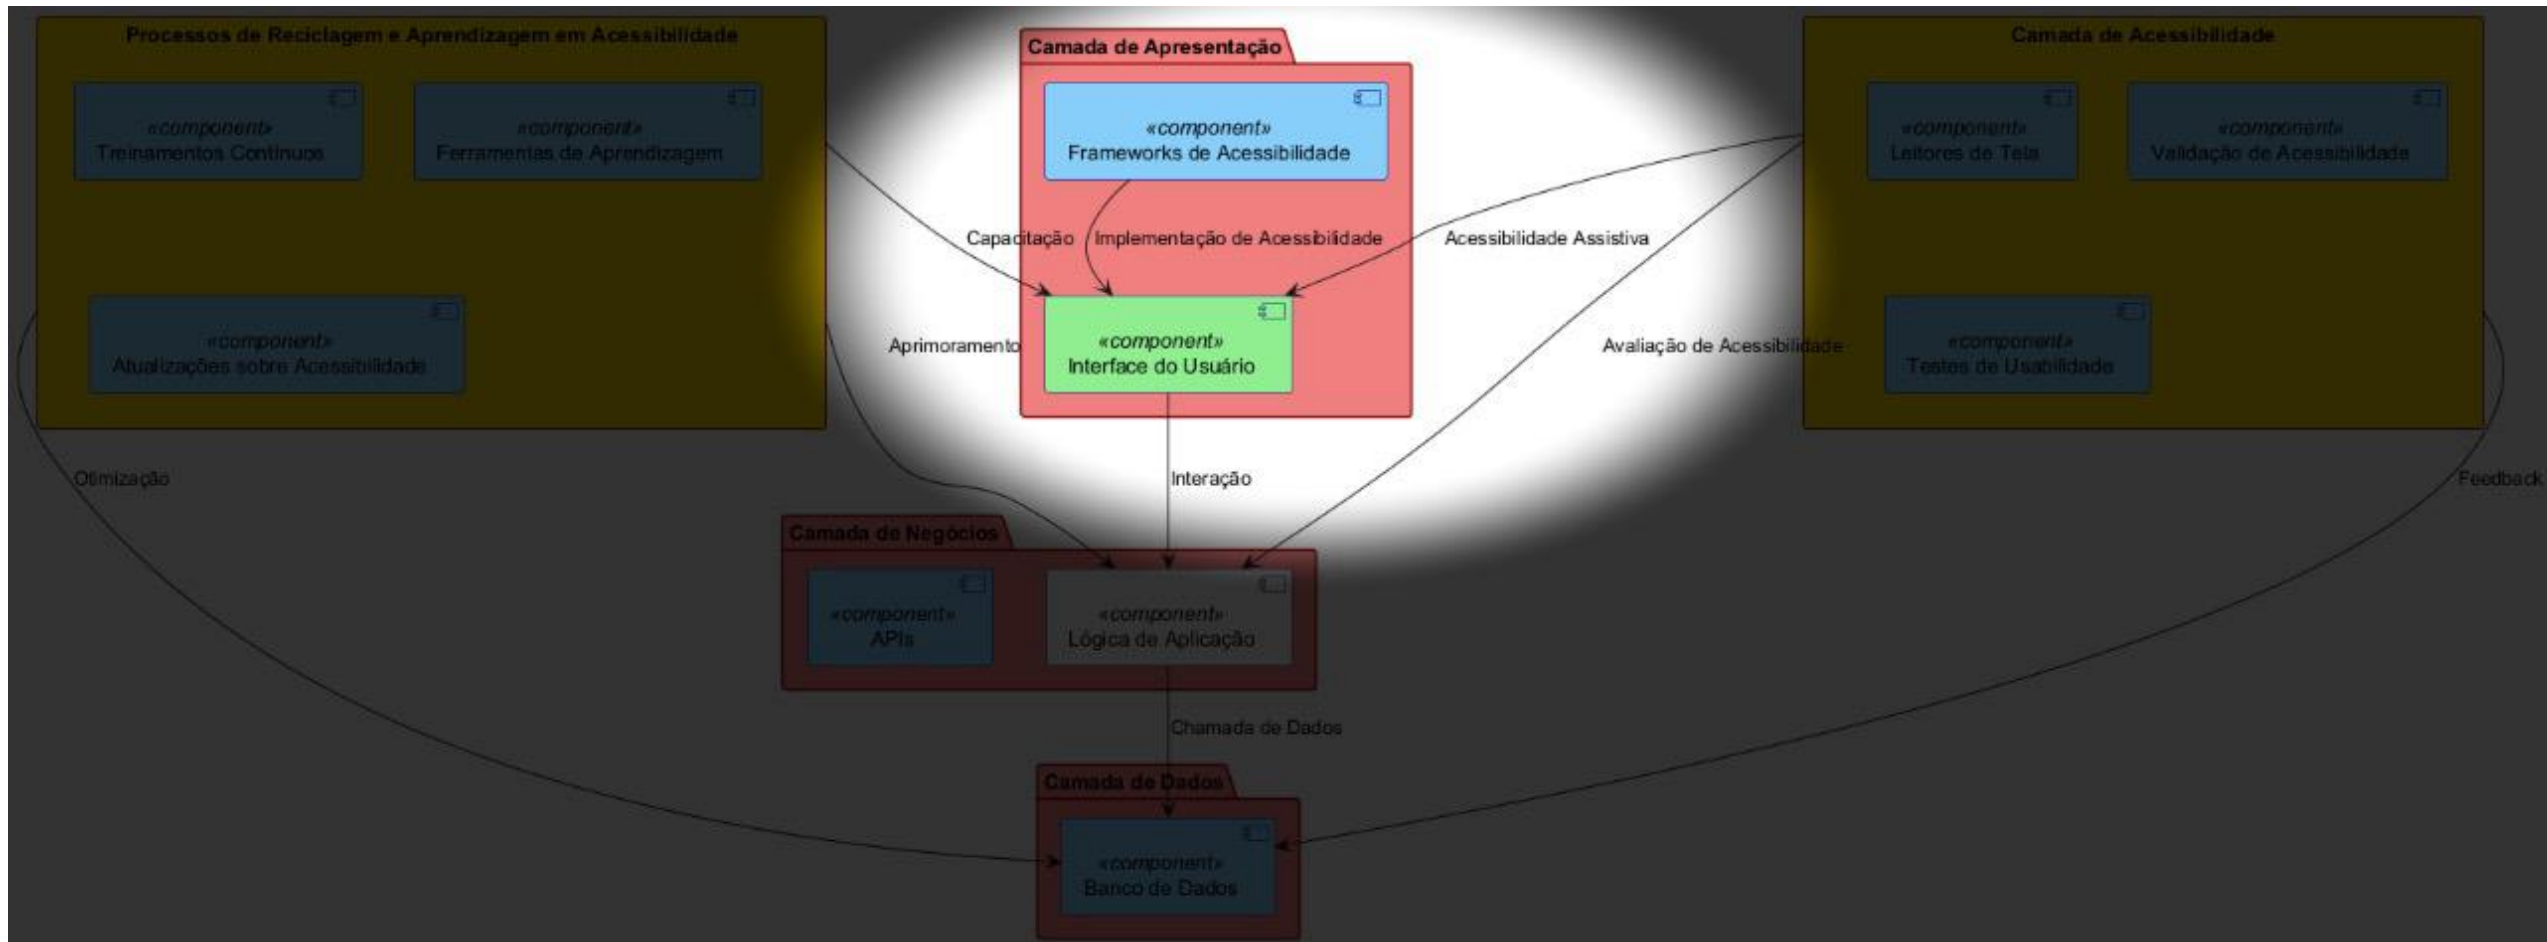 Processos de Reciclagem e Aprendizagem em Acessibilidade
«component»
Treinamentos Contínuos
«component»
Ferramentas de Aprendizagem
«component»
Atualizações sobre Acessibilidade
Camada de Apresentação
«component»
Frameworks de Acessibilidade
Camada de Acessibilidade
«component»
Leitores de Tela
«component»
Validação de Acessibilidade
«component»
Testes de Usabilidade
Capacitação
Implementação de Acessibilidade
Acessibilidade Assistiva
«component»
Interface do Usuário
Aprimoramento
Avaliação de Acessibilidade
Otimização
Interação
Feedback
Camada de Negócios
«component»
APIs
«component»
Lógica de Aplicação
Chamada de Dados
Camada de Dados
«component»
Banco de Dados